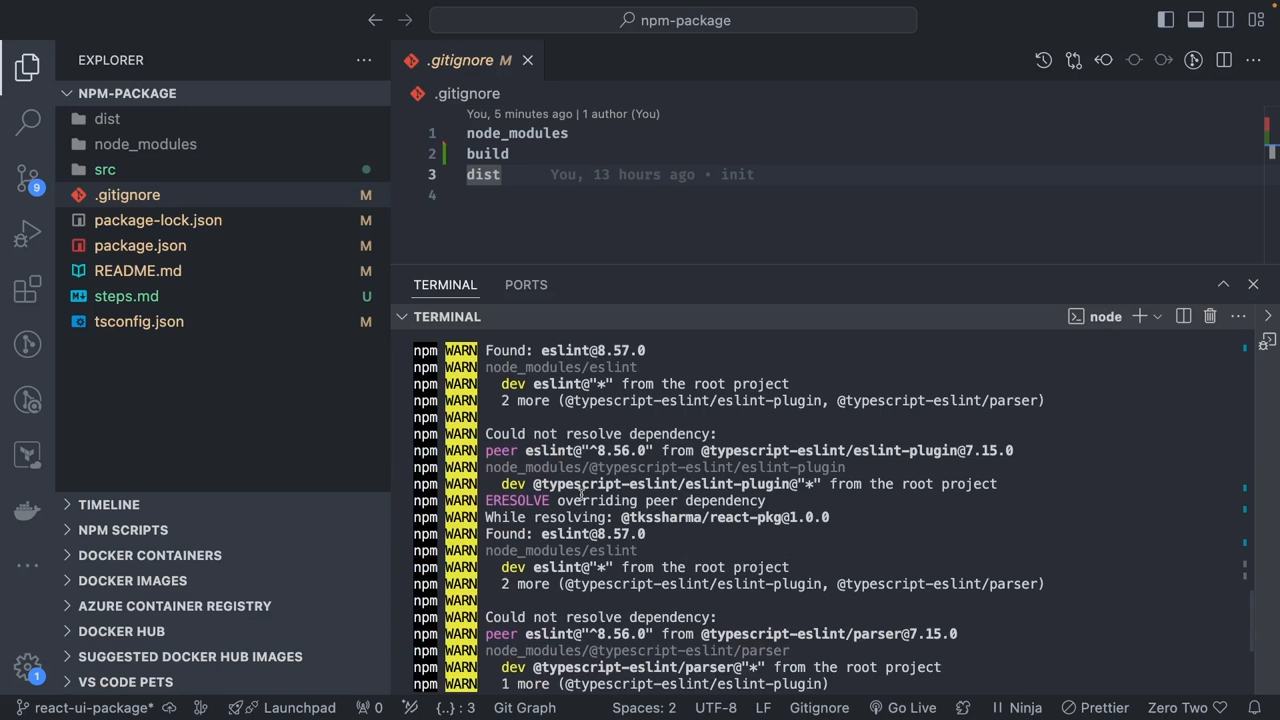 npm-package
EXPLORER
.gitignore M
NPM-PACKAGE
.gitignore
dist
node_modules
src
.gitignore M
package-lock.json M
package.json M
README.md M
steps.md U
tsconfig.json M
9
You, 5 minutes ago | 1 author (You)
1 node_modules
2 build
3 dist You, 13 hours ago • init
4
TERMINAL PORTS
TERMINAL
node
npm WARN Found: eslint@8.57.0
npm WARN node_modules/eslint
npm WARN dev eslint@"*" from the root project
npm WARN 2 more (@typescript-eslint/eslint-plugin, @typescript-eslint/parser)
npm WARN
npm WARN Could not resolve dependency:
npm WARN peer eslint@"^8.56.0" from @typescript-eslint/eslint-plugin@7.15.0
npm WARN node_modules/@typescript-eslint/eslint-plugin
npm WARN dev @typescript-eslint/eslint-plugin@"*" from the root project
npm WARN ERESOLVE overriding peer dependency
npm WARN While resolving: @tkssharma/react-pkg@1.0.0
npm WARN Found: eslint@8.57.0
npm WARN node_modules/eslint
npm WARN dev eslint@"*" from the root project
npm WARN 2 more (@typescript-eslint/eslint-plugin, @typescript-eslint/parser)
npm WARN
npm WARN Could not resolve dependency:
npm WARN peer eslint@"^8.56.0" from @typescript-eslint/parser@7.15.0
npm WARN node_modules/@typescript-eslint/parser
npm WARN dev @typescript-eslint/parser@"*" from the root project
npm WARN 1 more (@typescript-eslint/eslint-plugin)
TIMELINE
NPM SCRIPTS
DOCKER CONTAINERS
DOCKER IMAGES
AZURE CONTAINER REGISTRY
DOCKER HUB
SUGGESTED DOCKER HUB IMAGES
VS CODE PETS
1
react-ui-package* Launchpad 0 {..} : 3 Git Graph Spaces: 2 UTF-8 LF Gitignore Go Live Ninja Prettier Zero Two